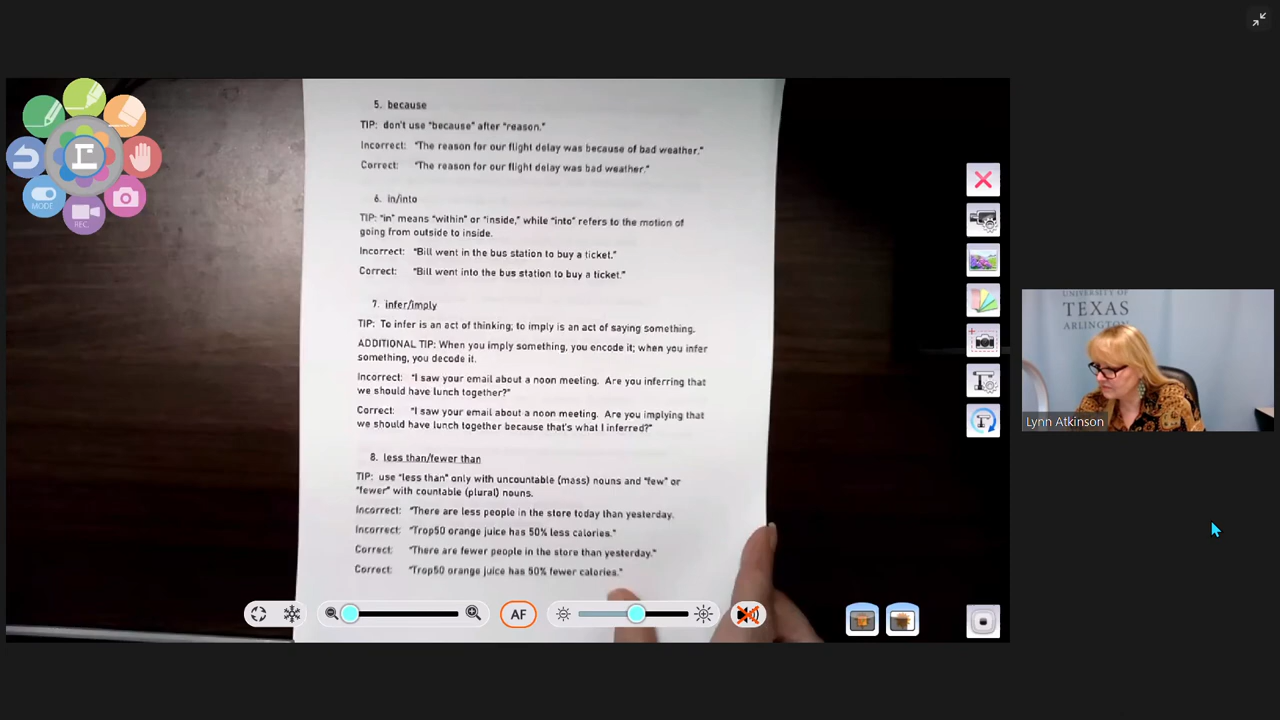 5. because
TIP: don't use "because" after "reason."
Incorrect: "The reason for our flight delay was because of bad weather."
Correct: "The reason for our flight delay was bad weather."
6. in/into
TIP: "in" means "within" or "inside," while "into" refers to the motion of
going from outside to inside.
Incorrect: "Bill went in the bus station to buy a ticket."
Correct: "Bill went into the bus station to buy a ticket."
7. infer/imply
TIP: To infer is an act of thinking; to imply is an act of saying something.
ADDITIONAL TIP: When you imply something, you encode it; when you infer
something, you decode it.
Incorrect: "I saw your email about a noon meeting. Are you inferring that
we should have lunch together?"
Correct: "I saw your email about a noon meeting. Are you implying that
we should have lunch together because that's what I inferred?"
8. less than/fewer than
TIP: use "less than" only with uncountable (mass) nouns and "few" or
"fewer" with countable (plural) nouns.
Incorrect: "There are less people in the store today than yesterday.
Incorrect: "Trop50 orange juice has 50% less calories."
Correct: "There are fewer people in the store than yesterday."
Correct: "Trop50 orange juice has 50% fewer calories."
MODE
REC.
AF
UNIVERSITY OF
TEXAS
ARLINGTON
Lynn Atkinson